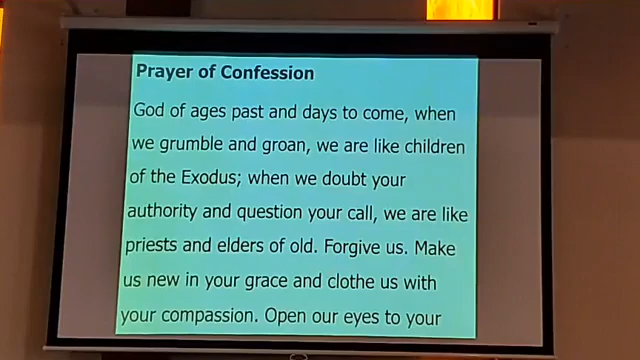 Prayer of Confession
God of ages past and days to come, when
we grumble and groan, we are like children
of the Exodus; when we doubt your
authority and question your call, we are like
priests and elders of old. Forgive us. Make
us new in your grace and clothe us with
your compassion. Open our eyes to your